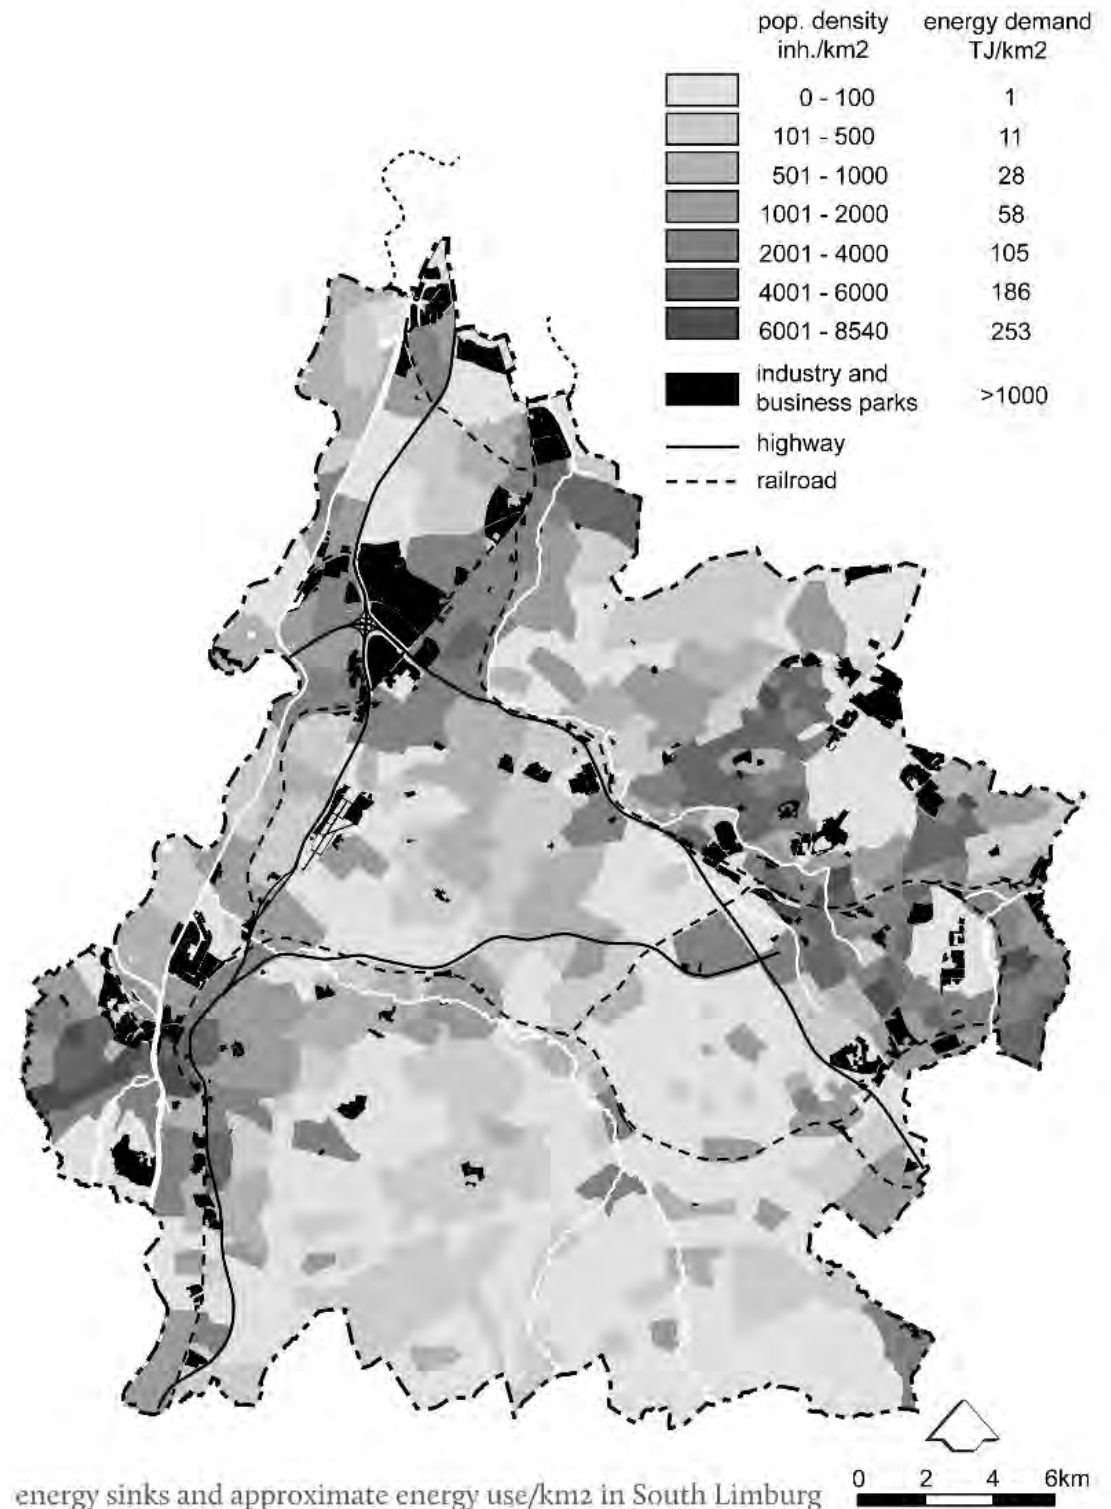 pop. density energy demand
inh./km2 TJ/km2
0 - 100 1
101 - 500 11
501 - 1000 28
1001 - 2000 58
2001 - 4000 105
4001 - 6000 186
6001 - 8540 253
industry and
business parks >1000
highway
railroad
0 2 4 6km
energy sinks and approximate energy use/km2 in South Limburg